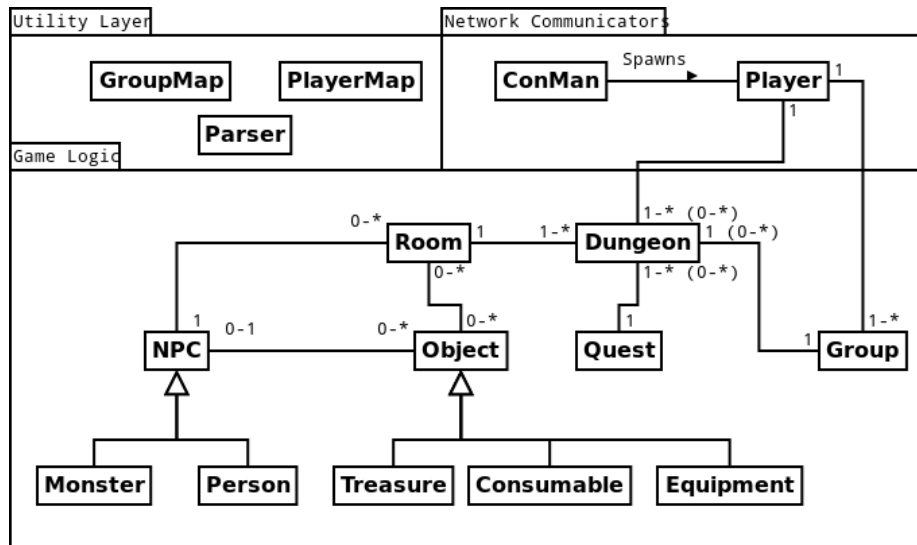 Utility Layer
Network Communicators
GroupMap
PlayerMap
Parser
ConMan
Spawns
Player
1
1
Game Logic
0-*
Room
1
1-*
1-* (0-*)
Dungeon
1 (0-*)
0-*
1-* (0-*)
1
0-1
0-*
0-*
1
1
1-*
NPC
Object
Quest
Group
Monster
Person
Treasure
Consumable
Equipment